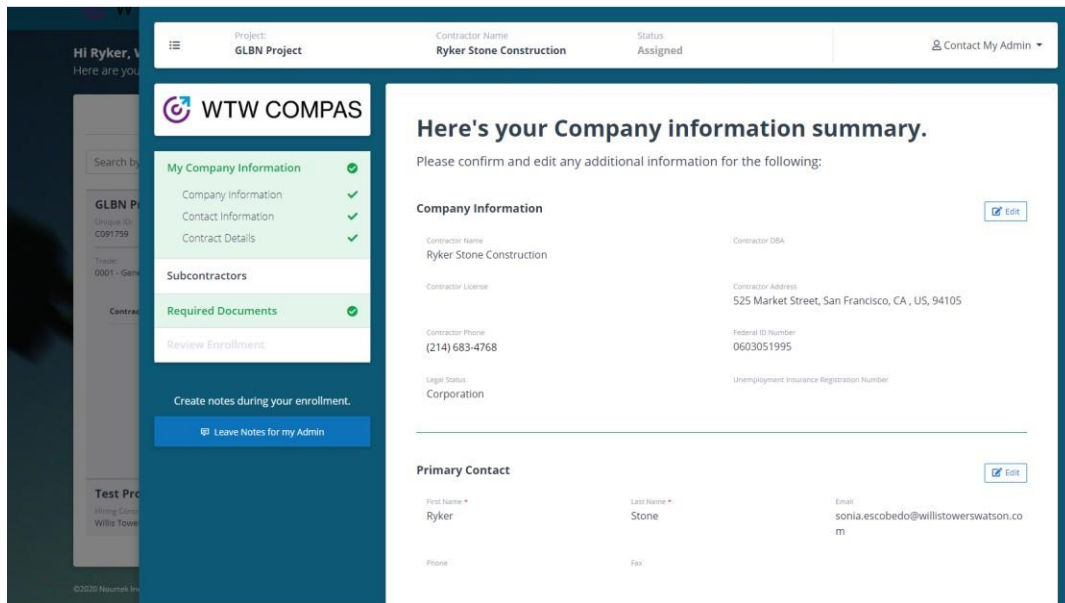 W
Hi Ryker, W
Here are you
Search by
GLBN P
Unique ID:
C091759
Trade:
0001 - Gene
Contrac
Test Pro
Hiring Cont
Willis Towe
©2020 Nourtek In
Project:
GLBN Project
Contractor Name
Ryker Stone Construction
Status
Assigned
Contact My Admin
WTW COMPAS
My Company Information
Company Information
Contact Information
Contract Details
Subcontractors
Required Documents
Review Enrollment
Create notes during your enrollment.
Leave Notes for my Admin
Here's your Company information summary.
Please confirm and edit any additional information for the following:
Company Information
Edit
Contractor Name
Ryker Stone Construction
Contractor DBA
Contractor License
Contractor Address
525 Market Street, San Francisco, CA , US, 94105
Contractor Phone
(214) 683-4768
Federal ID Number
0603051995
Legal Status
Corporation
Unemployment Insurance Registration Number
Primary Contact
Edit
First Name *
Ryker
Last Name *
Stone
Email
sonia.escobedo@willistowerswatson.co
m
Phone
Fax